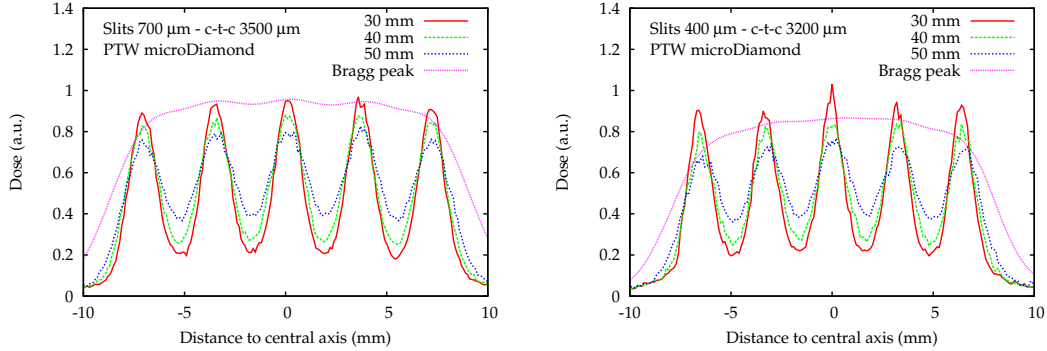 Slits 700 µm - c-t-c 3500 µm
PTW microDiamond
30 mm
40 mm
50 mm
Bragg peak
Dose (a.u.)
1.4
1.2
1
0.8
0.6
0.4
0.2
0
-10
-5
0
5
10
Distance to central axis (mm)
Slits 400 µm - c-t-c 3200 µm
PTW microDiamond
30 mm
40 mm
50 mm
Bragg peak
Dose (a.u.)
1.4
1.2
1
0.8
0.6
0.4
0.2
0
-10
-5
0
5
10
Distance to central axis (mm)